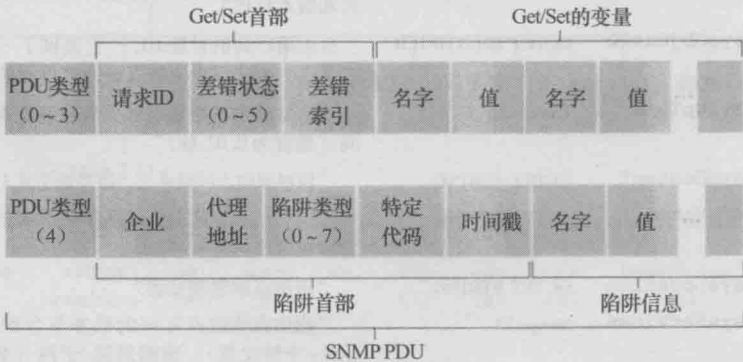 Get/Set首部 Get/Set的变量
PDU类型
(0~3)
请求ID
差错状态
(0~5)
差错
索引
名字
值
名字
值
PDU类型
(4)
企业
代理
地址
陷阱类型
(0~7)
特定
代码
时间戳
名字
值
陷阱首部 陷阱信息
SNMP PDU